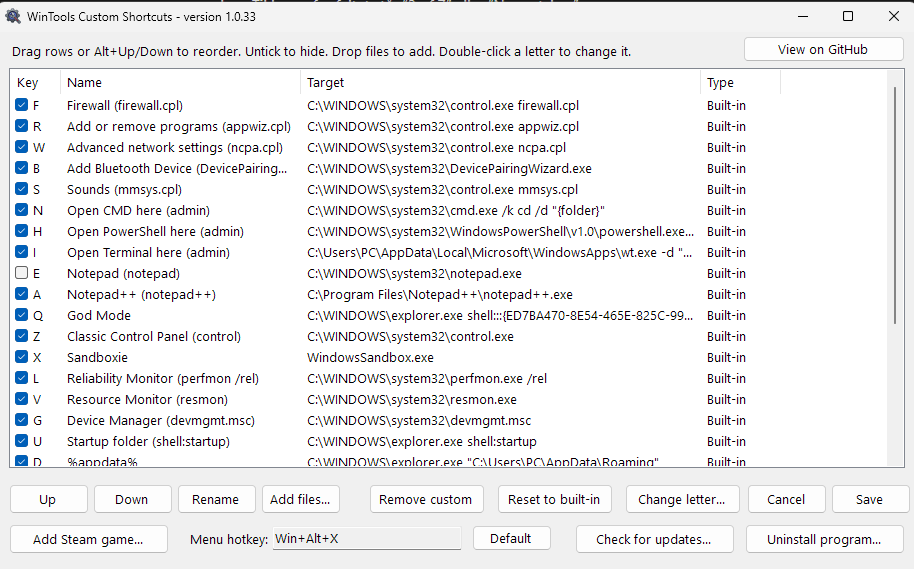 WinTools Custom Shortcuts - version 1.0.33
Drag rows or Alt+Up/Down to reorder. Untick to hide. Drop files to add. Double-click a letter to change it.
View on GitHub
Key Name Target Type
F Firewall (firewall.cpl) C:\WINDOWS\system32\control.exe firewall.cpl Built-in
R Add or remove programs (appwiz.cpl) C:\WINDOWS\system32\control.exe appwiz.cpl Built-in
W Advanced network settings (ncpa.cpl) C:\WINDOWS\system32\control.exe ncpa.cpl Built-in
B Add Bluetooth Device (DevicePairing... C:\WINDOWS\system32\DevicePairingWizard.exe Built-in
S Sounds (mmsys.cpl) C:\WINDOWS\system32\control.exe mmsys.cpl Built-in
N Open CMD here (admin) C:\WINDOWS\system32\cmd.exe /k cd /d "{folder}" Built-in
H Open PowerShell here (admin) C:\WINDOWS\system32\WindowsPowerShell\v1.0\powershell.exe... Built-in
I Open Terminal here (admin) C:\Users\PC\AppData\Local\Microsoft\WindowsApps\wt.exe -d "... Built-in
E Notepad (notepad) C:\WINDOWS\system32\notepad.exe Built-in
A Notepad++ (notepad++) C:\Program Files\Notepad++\notepad++.exe Built-in
Q God Mode C:\WINDOWS\explorer.exe shell:::{ED7BA470-8E54-465E-825C-99... Built-in
Z Classic Control Panel (control) C:\WINDOWS\system32\control.exe Built-in
X Sandboxie WindowsSandbox.exe Built-in
L Reliability Monitor (perfmon /rel) C:\WINDOWS\system32\perfmon.exe /rel Built-in
V Resource Monitor (resmon) C:\WINDOWS\system32\resmon.exe Built-in
G Device Manager (devmgmt.msc) C:\WINDOWS\system32\devmgmt.msc Built-in
U Startup folder (shell:startup) C:\WINDOWS\explorer.exe shell:startup Built-in
D %appdata% C:\WINDOWS\explorer.exe "C:\Users\PC\AppData\Roaming" Built-in
Up Down Rename Add files... Remove custom Reset to built-in Change letter... Cancel Save
Add Steam game... Menu hotkey: Win+Alt+X Default Check for updates... Uninstall program...